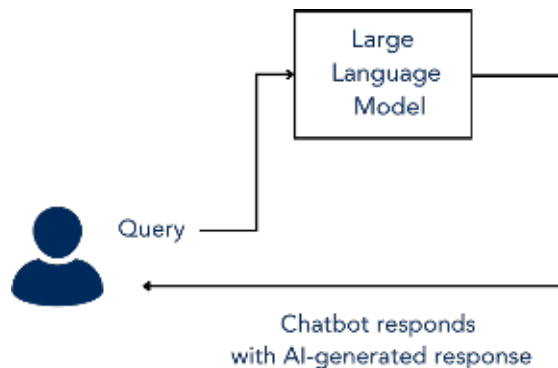 Large
Language
Model
Query
Chatbot responds
with AI-generated response